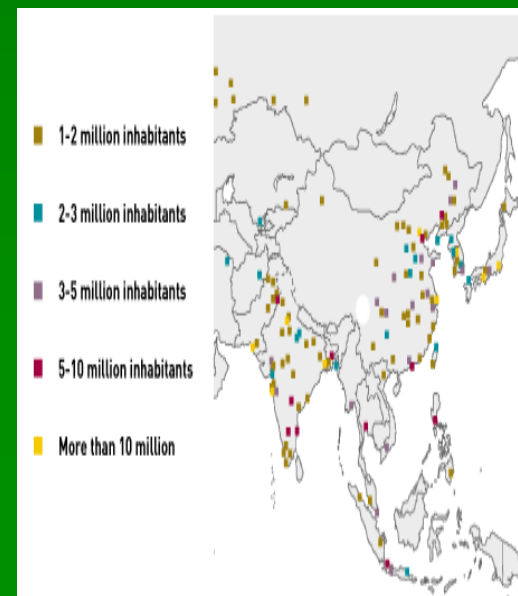 1-2 million inhabitants
2-3 million inhabitants
3-5 million inhabitants
5-10 million inhabitants
More than 10 million